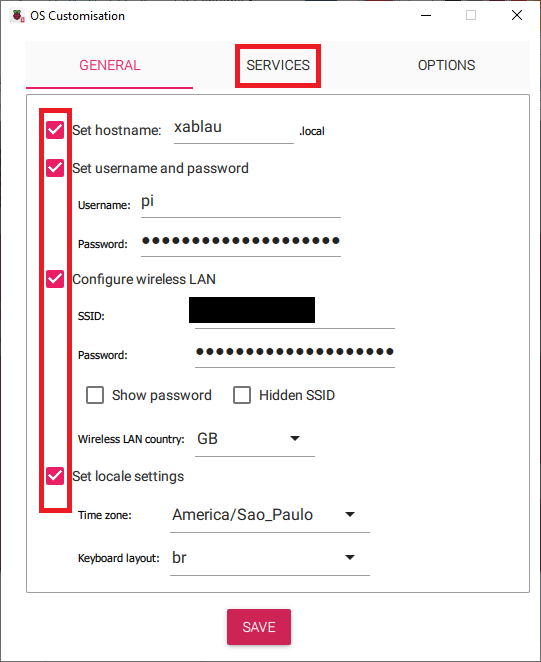 OS Customisation
GENERAL SERVICES OPTIONS
Set hostname: xablau .local
Set username and password
Username: pi
Password: ●●●●●●●●●●●●●●●●●●●●
Configure wireless LAN
SSID:
Password: ●●●●●●●●●●●●●●●●●●●●
Show password Hidden SSID
Wireless LAN country: GB
Set locale settings
Time zone: America/Sao_Paulo
Keyboard layout: br
SAVE